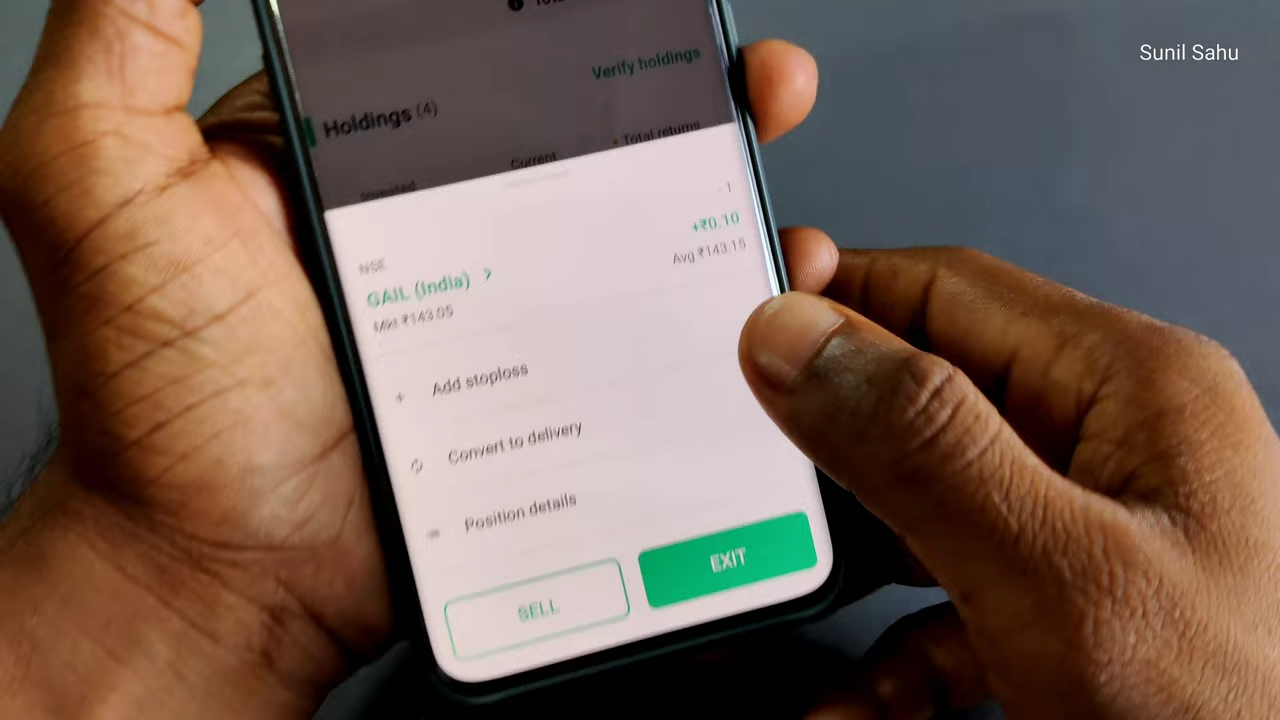 Sunil Sahu
Verify holdings
Holdings (4)
Total returns
Current
Invested
NSE
GAIL (India) >
Mkt ₹143.05
-1
+₹0.10
Avg ₹143.15
Add stoploss
Convert to delivery
Position details
SELL
EXIT